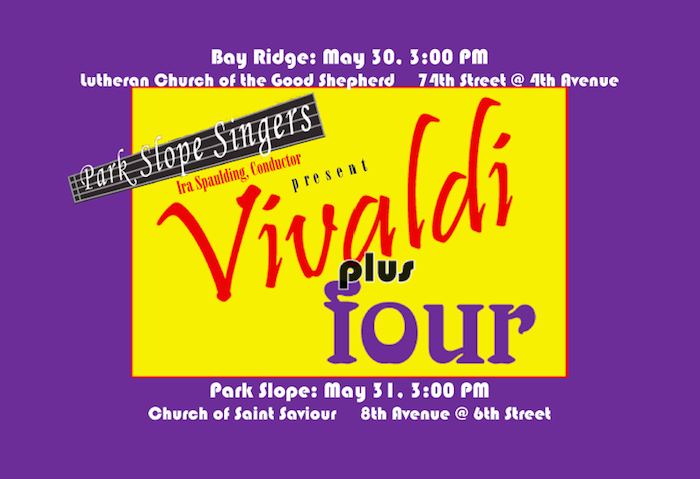 Bay Ridge: May 30, 3:00 PM
Lutheran Church of the Good Shepherd 74th Street @ 4th Avenue
Park Slope Singers
Ira Spaulding, Conductor
present
Vivaldi
plus
four
Park Slope: May 31, 3:00 PM
Church of Saint Saviour 8th Avenue @ 6th Street